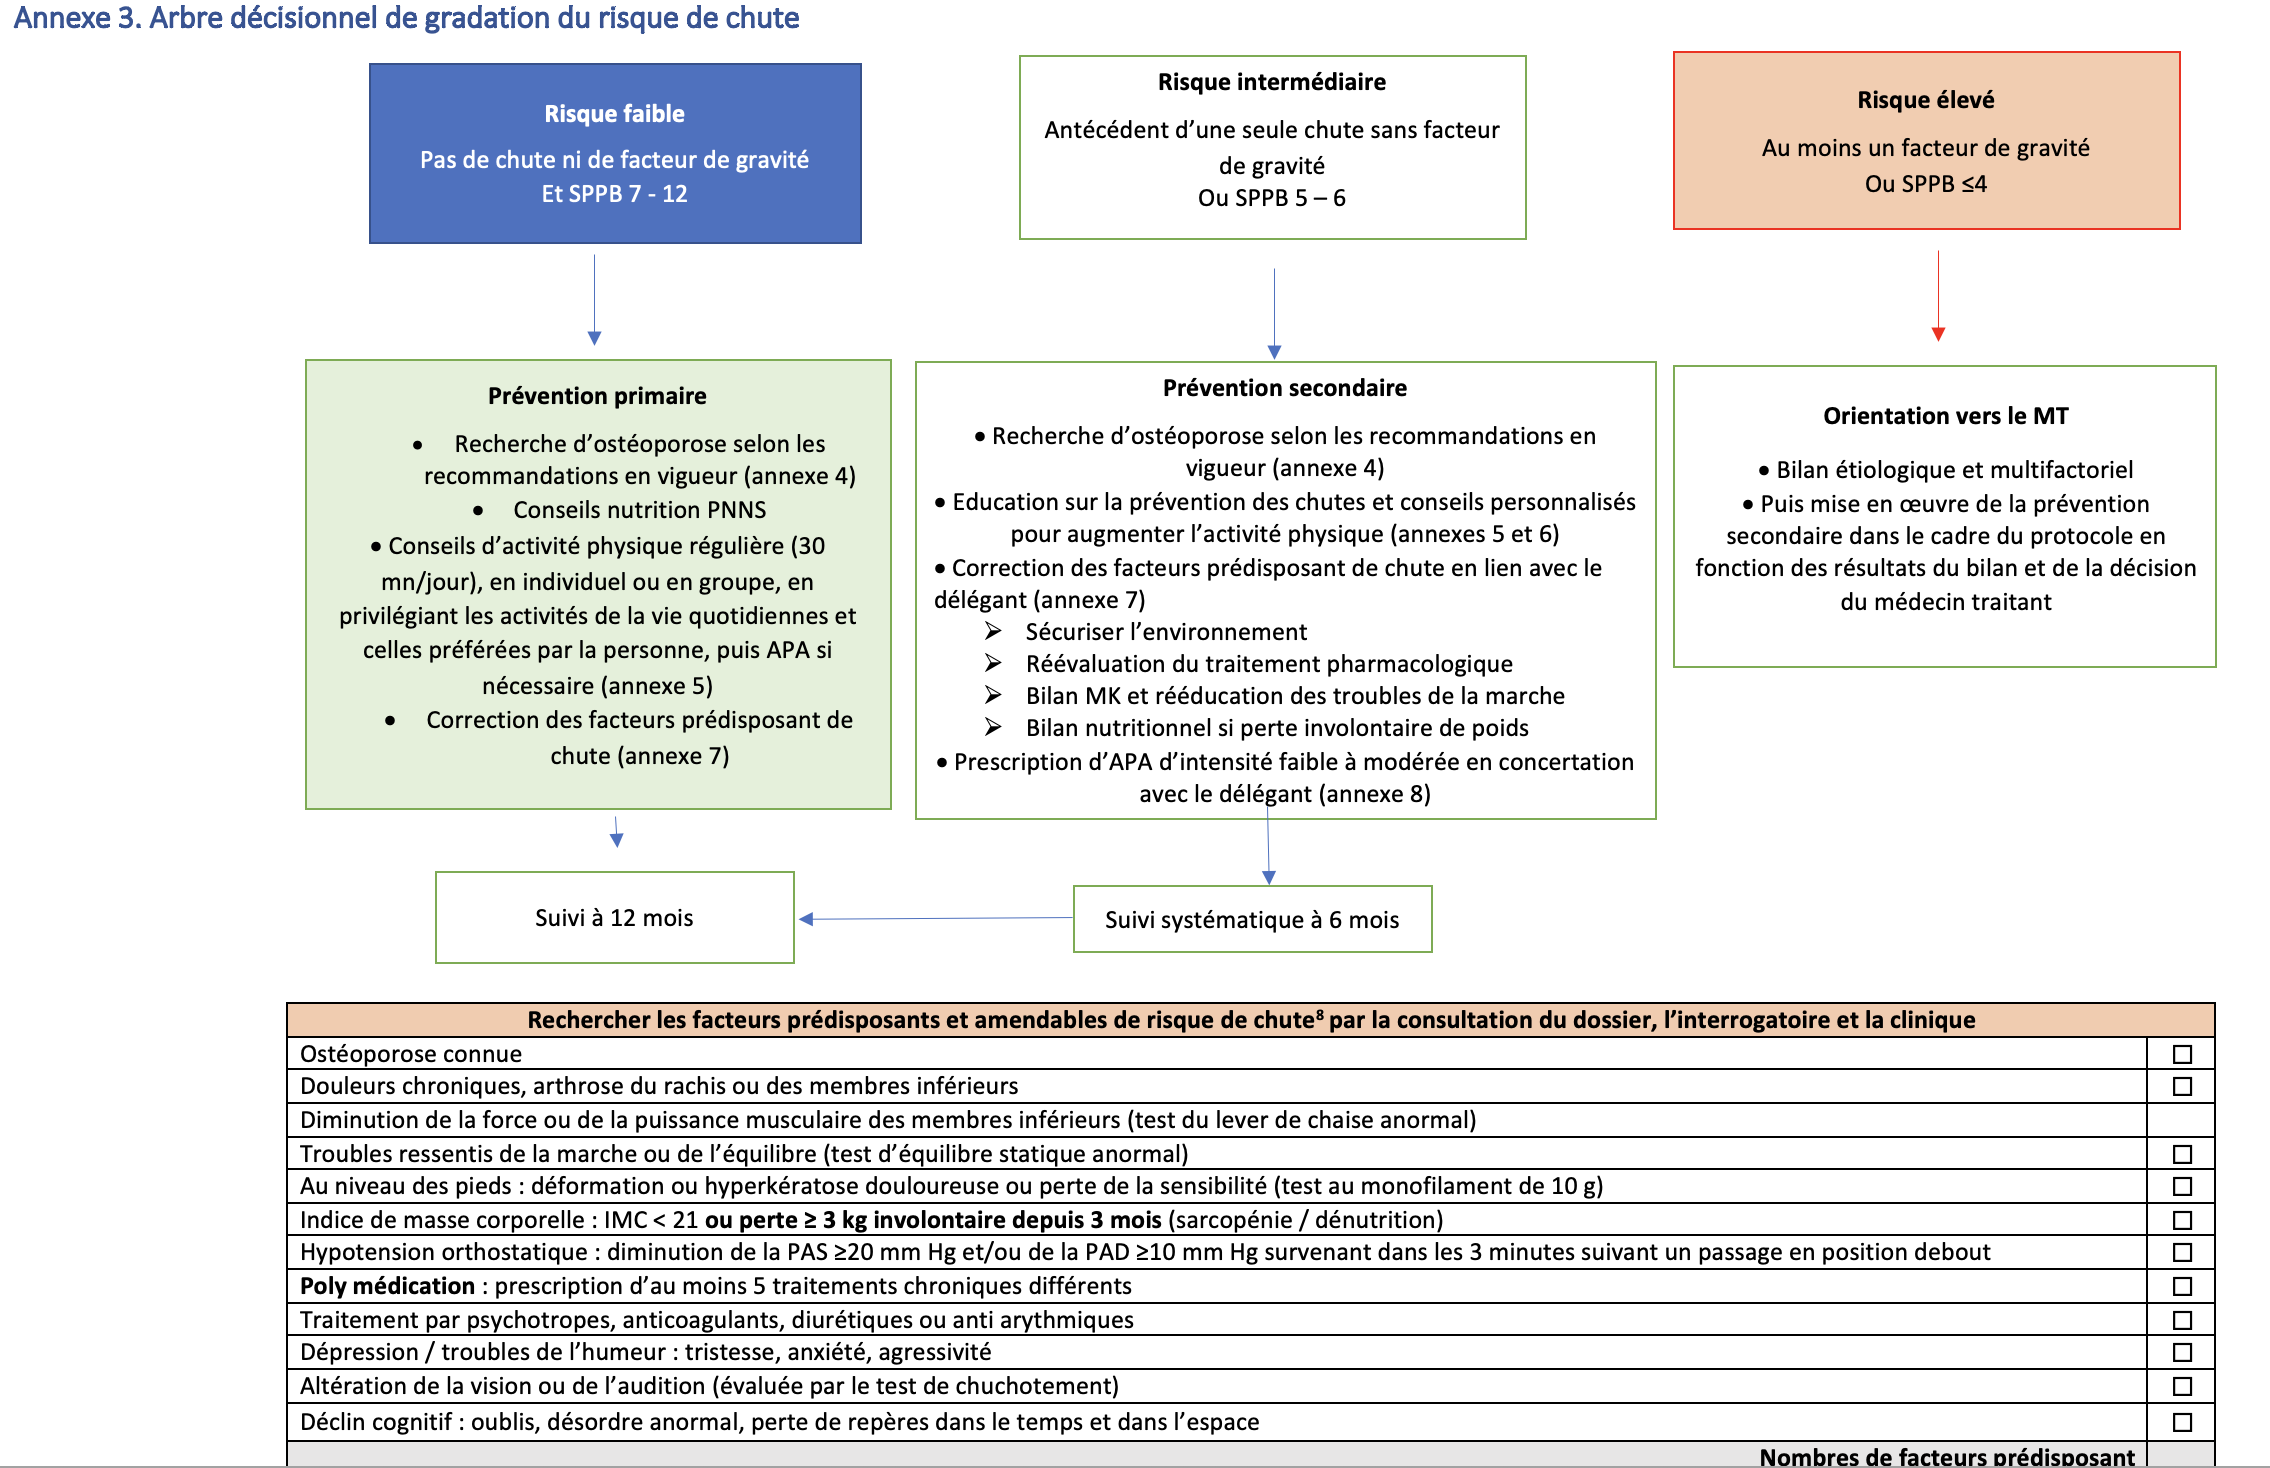 Annexe 3. Arbre décisionnel de gradation du risque de chute
Risque faible
Pas de chute ni de facteur de gravité
Et SPPB 7 - 12
Risque intermédiaire
Antécédent d’une seule chute sans facteur
de gravité
Ou SPPB 5 – 6
Risque élevé
Au moins un facteur de gravité
Ou SPPB ≤4
Prévention primaire
• Recherche d’ostéoporose selon les
recommandations en vigueur (annexe 4)
• Conseils nutrition PNNS
• Conseils d’activité physique régulière (30
mn/jour), en individuel ou en groupe, en
privilégiant les activités de la vie quotidiennes et
celles préférées par la personne, puis APA si
nécessaire (annexe 5)
• Correction des facteurs prédisposant de
chute (annexe 7)
Prévention secondaire
• Recherche d’ostéoporose selon les recommandations en
vigueur (annexe 4)
• Education sur la prévention des chutes et conseils personnalisés
pour augmenter l’activité physique (annexes 5 et 6)
• Correction des facteurs prédisposant de chute en lien avec le
délégant (annexe 7)
➢ Sécuriser l’environnement
➢ Réévaluation du traitement pharmacologique
➢ Bilan MK et rééducation des troubles de la marche
➢ Bilan nutritionnel si perte involontaire de poids
• Prescription d’APA d’intensité faible à modérée en concertation
avec le délégant (annexe 8)
Orientation vers le MT
• Bilan étiologique et multifactoriel
• Puis mise en œuvre de la prévention
secondaire dans le cadre du protocole en
fonction des résultats du bilan et de la décision
du médecin traitant
Suivi à 12 mois
Suivi systématique à 6 mois
Rechercher les facteurs prédisposants et amendables de risque de chute⁸ par la consultation du dossier, l’interrogatoire et la clinique
Ostéoporose connue ☐
Douleurs chroniques, arthrose du rachis ou des membres inférieurs ☐
Diminution de la force ou de la puissance musculaire des membres inférieurs (test du lever de chaise anormal)
Troubles ressentis de la marche ou de l’équilibre (test d’équilibre statique anormal) ☐
Au niveau des pieds : déformation ou hyperkératose douloureuse ou perte de la sensibilité (test au monofilament de 10 g) ☐
Indice de masse corporelle : IMC < 21 ou perte ≥ 3 kg involontaire depuis 3 mois (sarcopénie / dénutrition) ☐
Hypotension orthostatique : diminution de la PAS ≥20 mm Hg et/ou de la PAD ≥10 mm Hg survenant dans les 3 minutes suivant un passage en position debout ☐
Poly médication : prescription d’au moins 5 traitements chroniques différents ☐
Traitement par psychotropes, anticoagulants, diurétiques ou anti arythmiques ☐
Dépression / troubles de l’humeur : tristesse, anxiété, agressivité ☐
Altération de la vision ou de l’audition (évaluée par le test de chuchotement) ☐
Déclin cognitif : oublis, désordre anormal, perte de repères dans le temps et dans l’espace ☐
Nombres de facteurs prédisposant